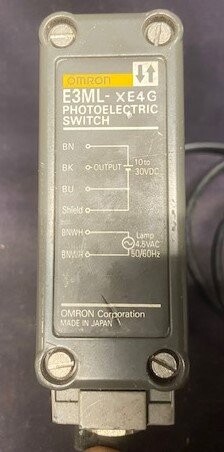 OMRON
E3ML-XE4G
PHOTOELECTRIC
SWITCH
BN
BK OUTPUT 10 to
30VDC
BU
Shield
BNWH Lamp
4.5VAC
BNWH 50/60Hz
OMRON Corporation
MADE IN JAPAN